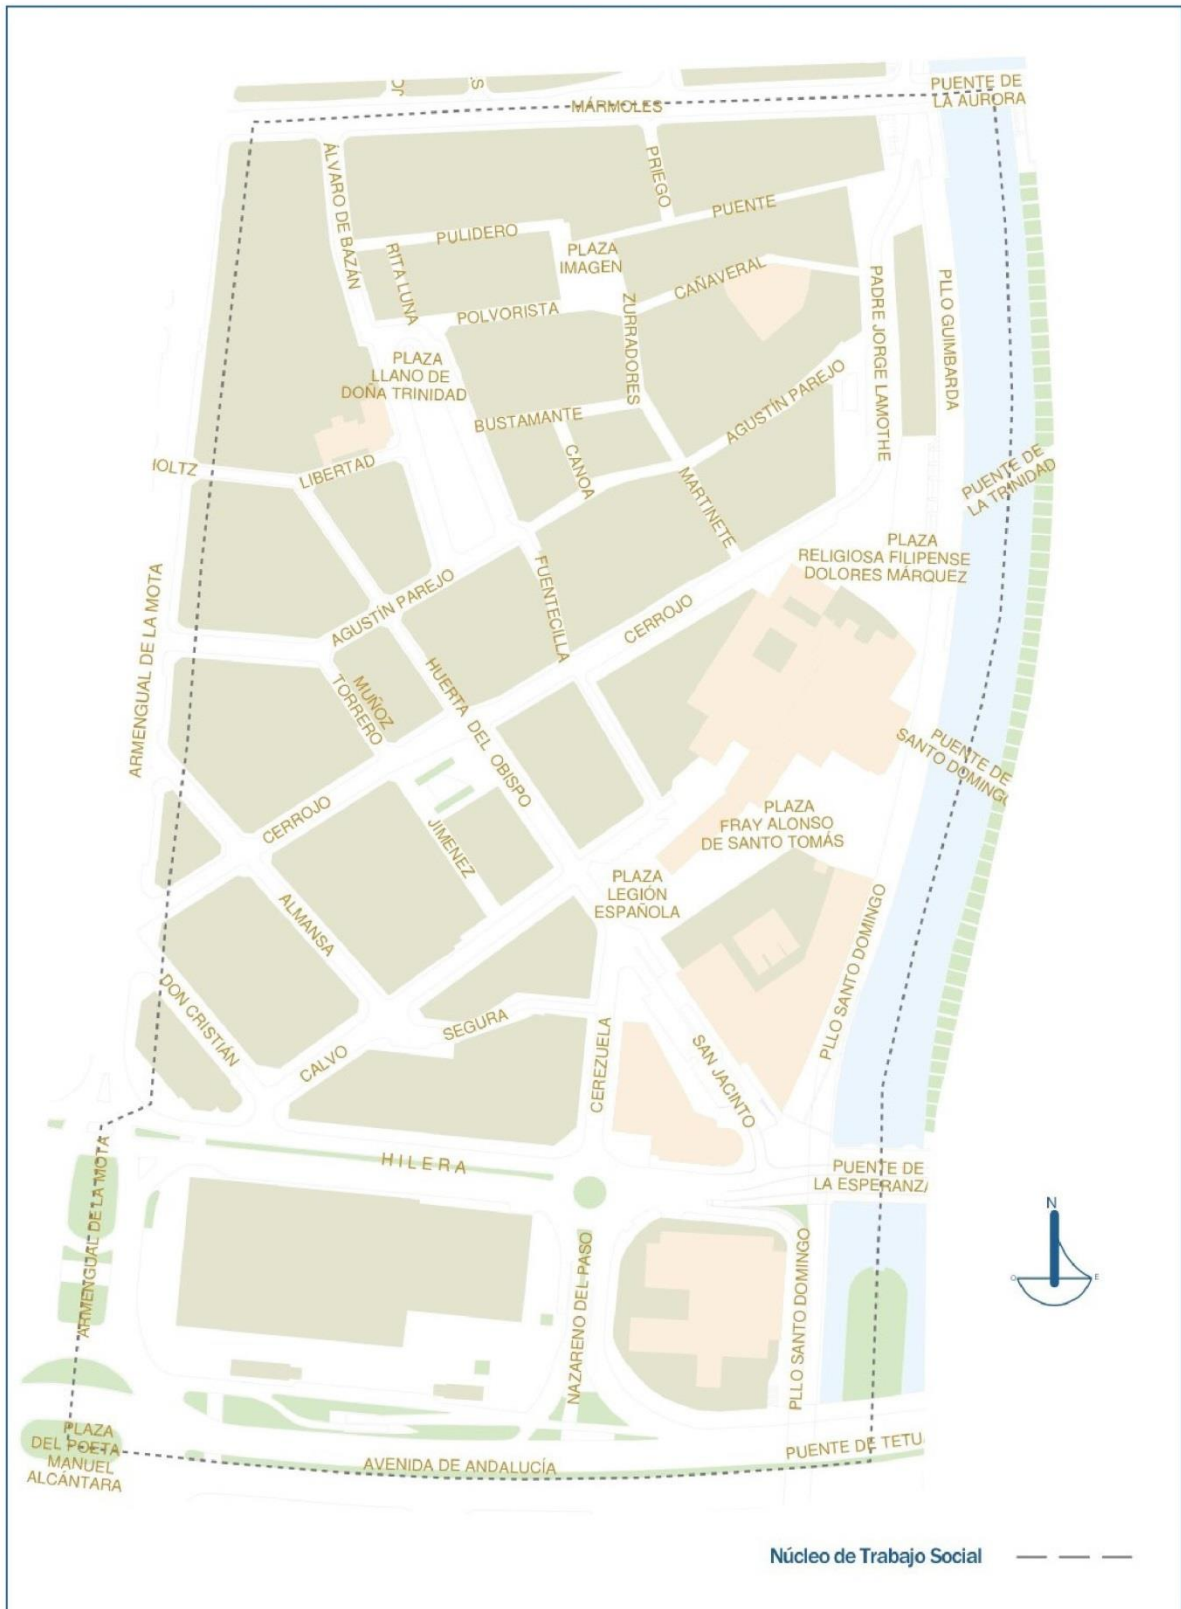 PUENTE DE
LA AURORA
MÁRMOLES
ÁLVARO DE BAZÁN
PRIEGO
PUENTE
PULIDERO
RITA LUNA
PLAZA
IMAGEN
CAÑAVERAL
POLVORISTA
ZURRADORES
PADRE JORGE LAMOTHE
PLLO GUIMBARDA
PLAZA
LLANO DE
DOÑA TRINIDAD
AGUSTÍN PAREJO
BUSTAMANTE
CANOA
MARTINETE
HOLTZ
LIBERTAD
PUENTE DE
LA TRINIDAD
PLAZA
RELIGIOSA FILIPENSE
DOLORES MÁRQUEZ
ARMENGUAL DE LA MOTA
AGUSTÍN PAREJO
FUENTECILLA
CERROJO
MUÑOZ
TORRERO
HUERTA DEL OBISPO
PUENTE DE
SANTO DOMINGO
CERROJO
JIMENEZ
PLAZA
FRAY ALONSO
DE SANTO TOMÁS
PLAZA
LEGIÓN
ESPAÑOLA
ALMANSA
DON CRISTIÁN
PLLO SANTO DOMINGO
SEGURA
CALVO
CEREZUELA
SAN JACINTO
HILERA
ARMENGUAL DE LA MOTA
PUENTE DE
LA ESPERANZA
NAZARENO DEL PASO
PLLO SANTO DOMINGO
N
O
E
PLAZA
DEL POETA
MANUEL
ALCÁNTARA
AVENIDA DE ANDALUCÍA
PUENTE DE TETU
Núcleo de Trabajo Social